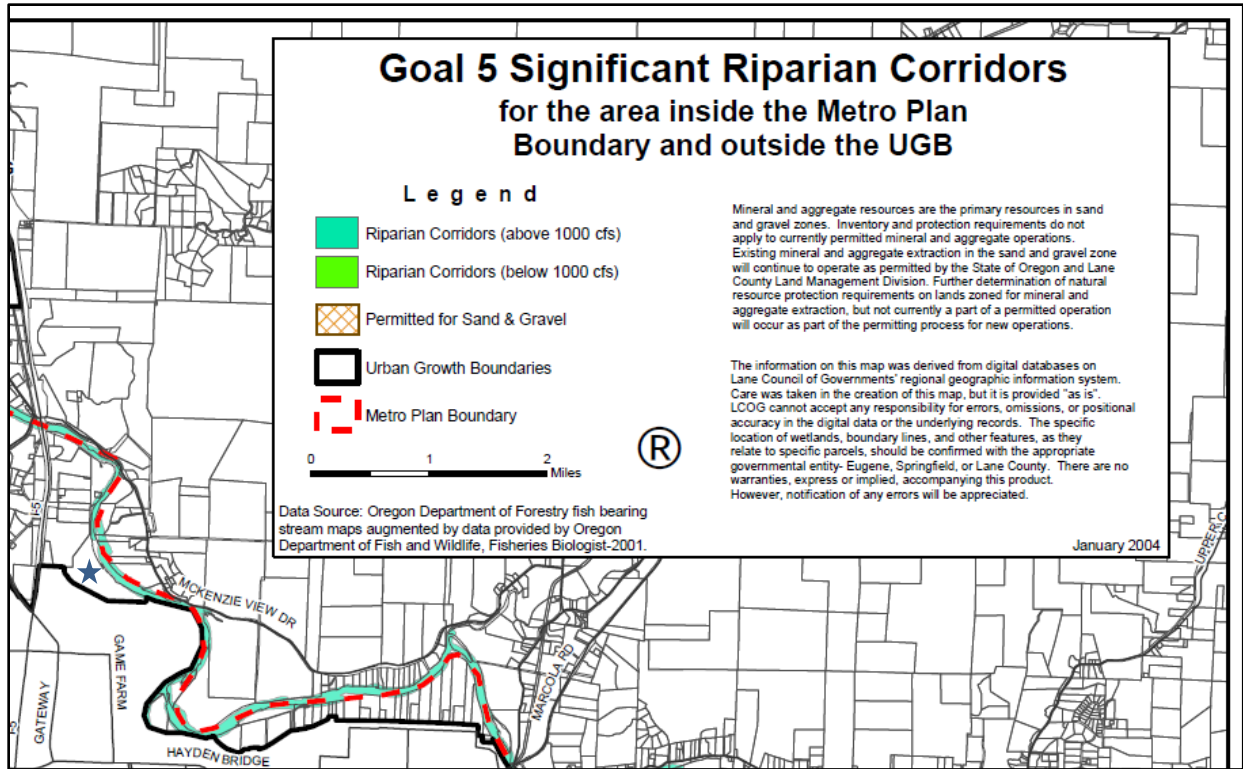 Goal 5 Significant Riparian Corridors
for the area inside the Metro Plan
Boundary and outside the UGB
Legend
Riparian Corridors (above 1000 cfs)
Riparian Corridors (below 1000 cfs)
Permitted for Sand & Gravel
Urban Growth Boundaries
Metro Plan Boundary
0 1 2
Miles
®
Data Source: Oregon Department of Forestry fish bearing
stream maps augmented by data provided by Oregon
Department of Fish and Wildlife, Fisheries Biologist-2001.
Mineral and aggregate resources are the primary resources in sand
and gravel zones. Inventory and protection requirements do not
apply to currently permitted mineral and aggregate operations.
Existing mineral and aggregate extraction in the sand and gravel zone
will continue to operate as permitted by the State of Oregon and Lane
County Land Management Division. Further determination of natural
resource protection requirements on lands zoned for mineral and
aggregate extraction, but not currently a part of a permitted operation
will occur as part of the permitting process for new operations.
The information on this map was derived from digital databases on
Lane Council of Governments' regional geographic information system.
Care was taken in the creation of this map, but it is provided "as is".
LCOG cannot accept any responsibility for errors, omissions, or positional
accuracy in the digital data or the underlying records. The specific
location of wetlands, boundary lines, and other features, as they
relate to specific parcels, should be confirmed with the appropriate
governmental entity- Eugene, Springfield, or Lane County. There are no
warranties, express or implied, accompanying this product.
However, notification of any errors will be appreciated.
January 2004
I-5
MCKENZIE VIEW DR
GAME FARM
GATEWAY
I-5
HAYDEN BRIDGE
MARCOLA RD
UPPER